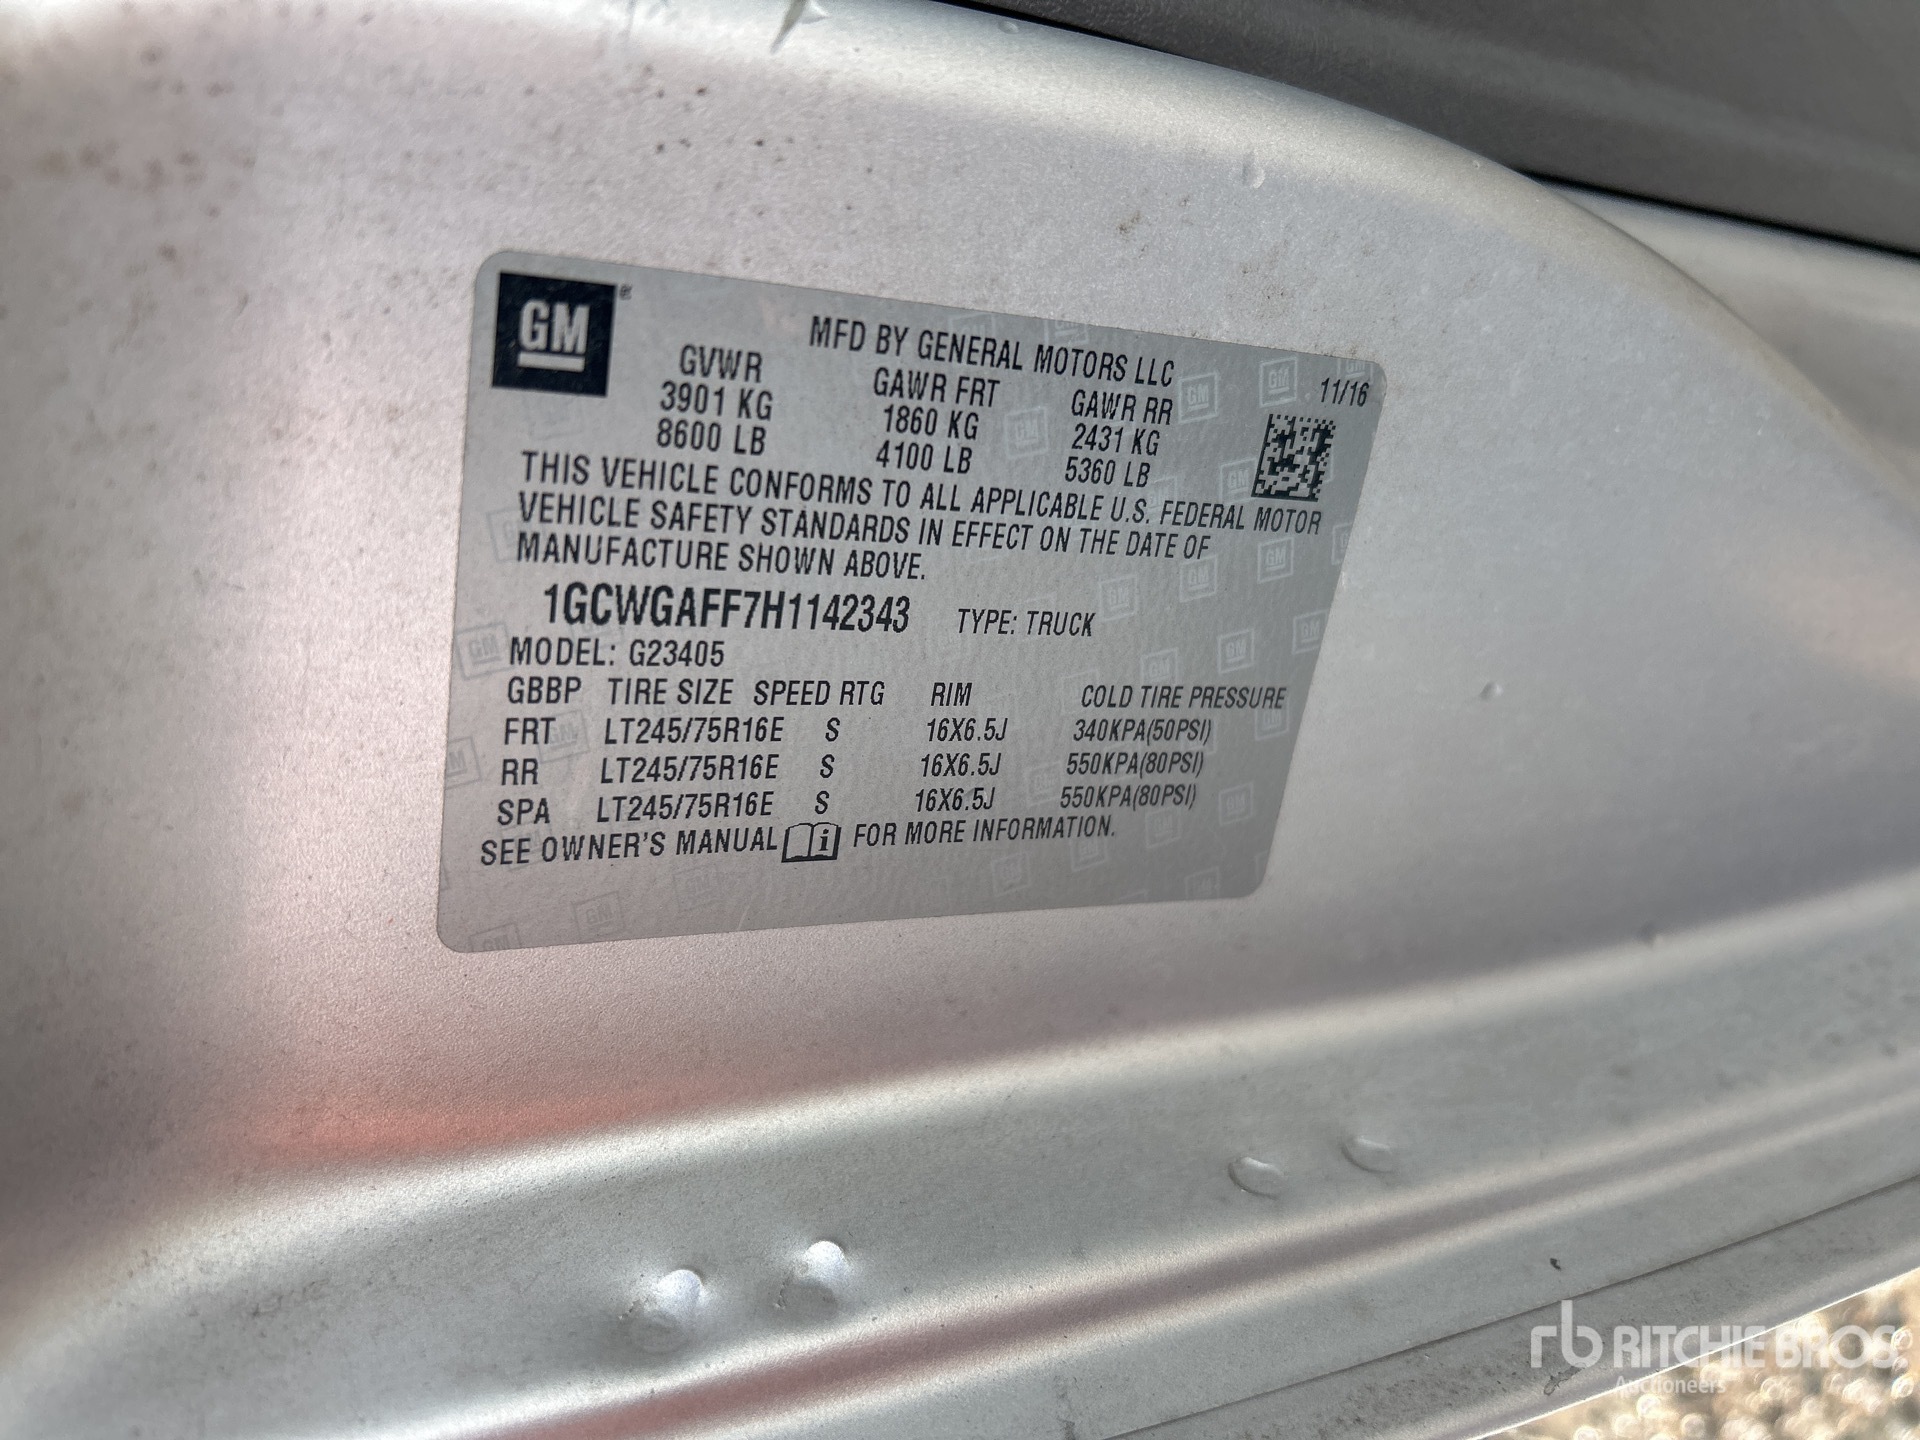 GM
MFD BY GENERAL MOTORS LLC
11/16
GVWR GAWR FRT GAWR RR
3901 KG 1860 KG 2431 KG
8600 LB 4100 LB 5360 LB
THIS VEHICLE CONFORMS TO ALL APPLICABLE U.S. FEDERAL MOTOR
VEHICLE SAFETY STANDARDS IN EFFECT ON THE DATE OF
MANUFACTURE SHOWN ABOVE.
1GCWGAFF7H1142343 TYPE: TRUCK
MODEL: G23405
GBBP TIRE SIZE SPEED RTG RIM COLD TIRE PRESSURE
FRT LT245/75R16E S 16X6.5J 340KPA(50PSI)
RR LT245/75R16E S 16X6.5J 550KPA(80PSI)
SPA LT245/75R16E S 16X6.5J 550KPA(80PSI)
SEE OWNER'S MANUAL i FOR MORE INFORMATION.
rb RITCHIE BROS
Auctioneers